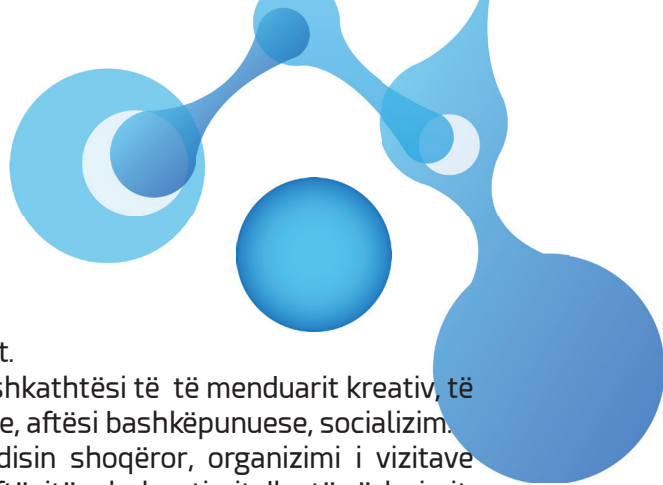 t.
shkathtësi të të menduarit kreativ, të
e, aftësi bashkëpunuese, socializim.
disin shoqëror, organizimi i vizitave